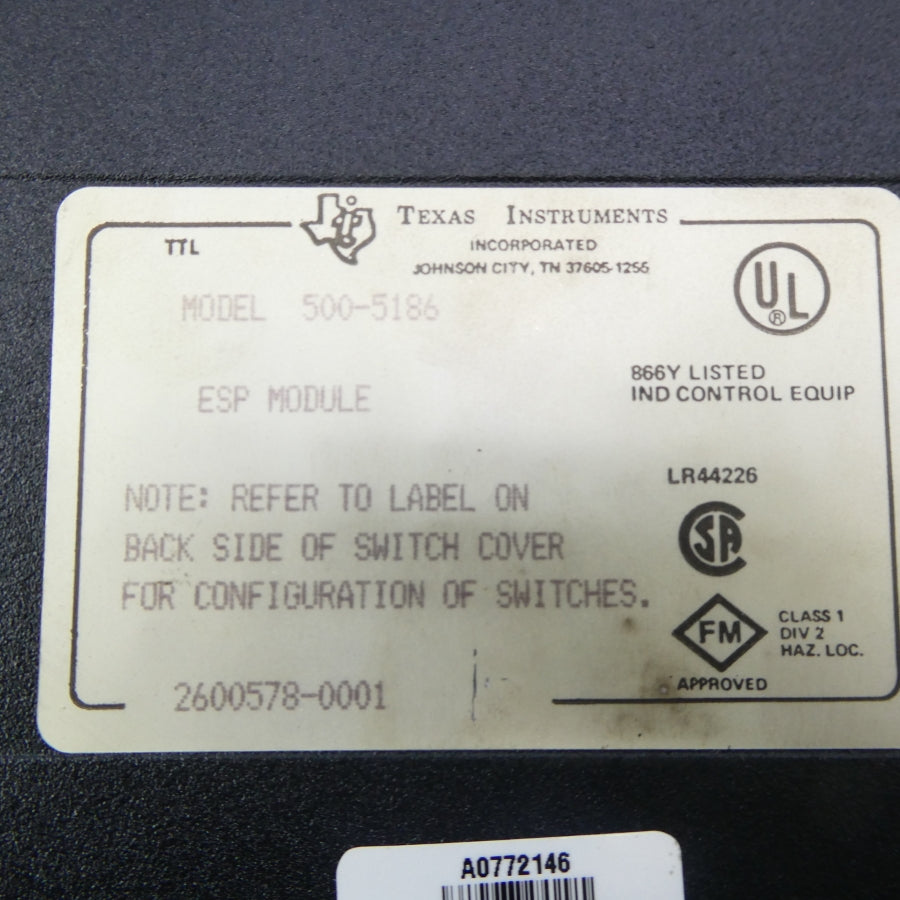 TEXAS INSTRUMENTS
INCORPORATED
JOHNSON CITY, TN 37605-1255
TTL
MODEL 500-5186
UL
®
ESP MODULE
866Y LISTED
IND CONTROL EQUIP
NOTE: REFER TO LABEL ON
BACK SIDE OF SWITCH COVER
FOR CONFIGURATION OF SWITCHES.
LR44226
SA
FM
CLASS 1
DIV 2
HAZ. LOC.
APPROVED
2600578-0001
A0772146